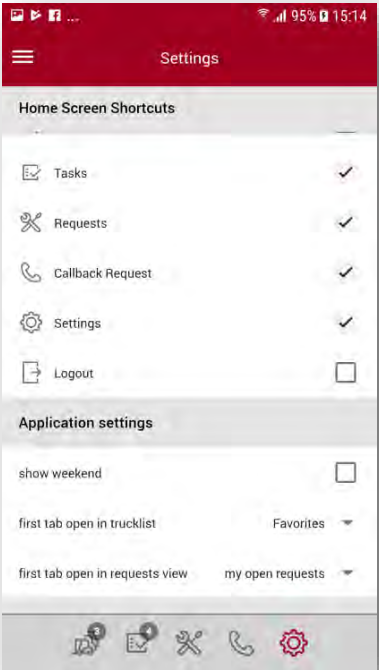 95% 15:14
Settings
Home Screen Shortcuts
Tasks
Requests
Callback Request
Settings
Logout
Application settings
show weekend
first tab open in trucklist Favorites
first tab open in requests view my open requests